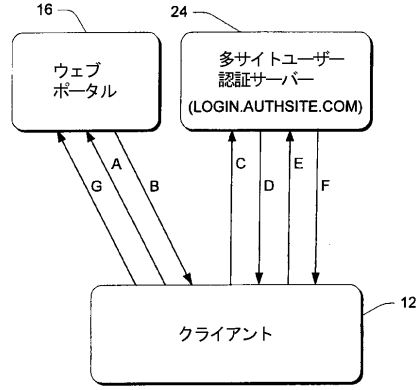 16
24
ウェブ
ポータル
多サイトユーザー
認証サーバー
(LOGIN.AUTHSITE.COM)
G
A
B
C
D
E
F
クライアント
12